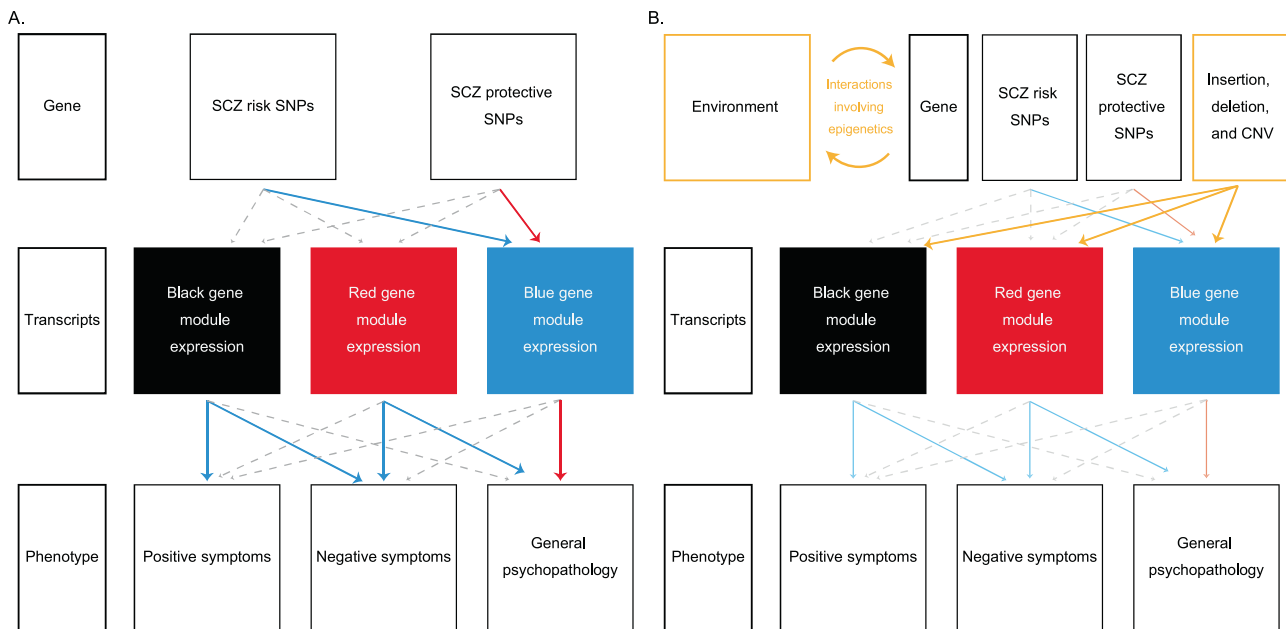 A.
Gene
SCZ risk SNPs
SCZ protective
SNPs
Transcripts
Black gene
module
expression
Red gene
module
expression
Blue gene
module
expression
Phenotype
Positive symptoms
Negative symptoms
General
psychopathology
B.
Environment
Interactions
involving
epigenetics
Gene
SCZ risk
SNPs
SCZ
protective
SNPs
Insertion,
deletion,
and CNV
Transcripts
Black gene
module
expression
Red gene
module
expression
Blue gene
module
expression
Phenotype
Positive symptoms
Negative symptoms
General
psychopathology